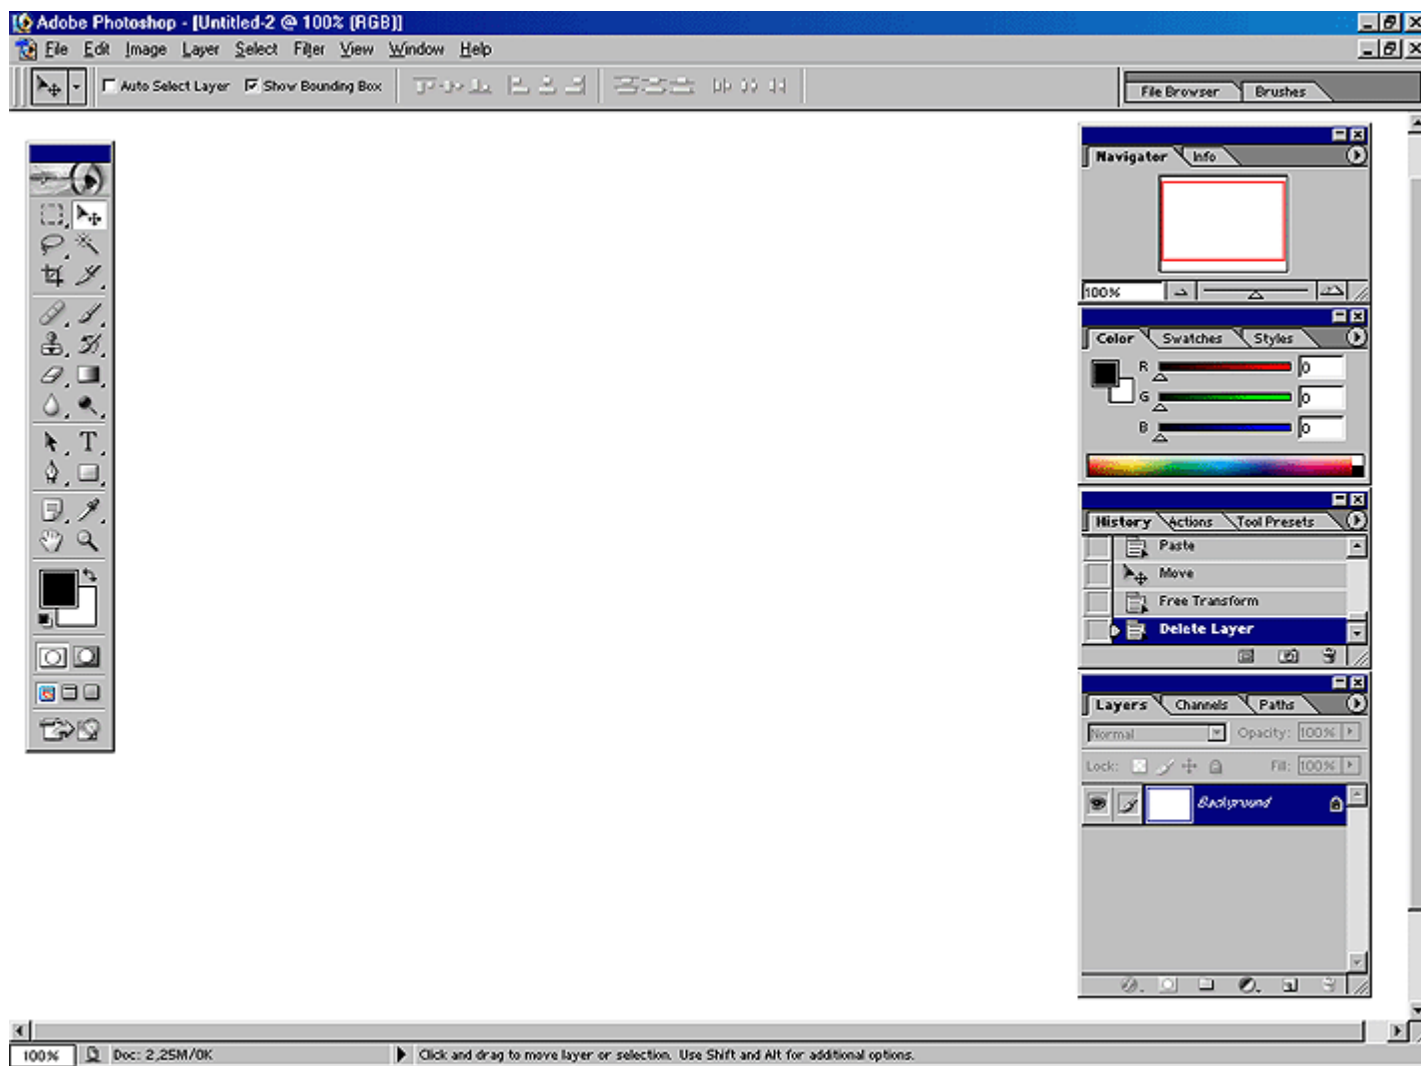 Adobe Photoshop - [Untitled-2 @ 100% (RGB)]
File Edit Image Layer Select Filter View Window Help
Auto Select Layer Show Bounding Box
File Browser Brushes
Navigator Info
100%
Color Swatches Styles
R 0
G 0
B 0
T
History Actions Tool Presets
Paste
Move
Free Transform
Delete Layer
Layers Channels Paths
Normal Opacity: 100%
Lock: Fill: 100%
Background
100% Doc: 2,25M/0K Click and drag to move layer or selection. Use Shift and Alt for additional options.